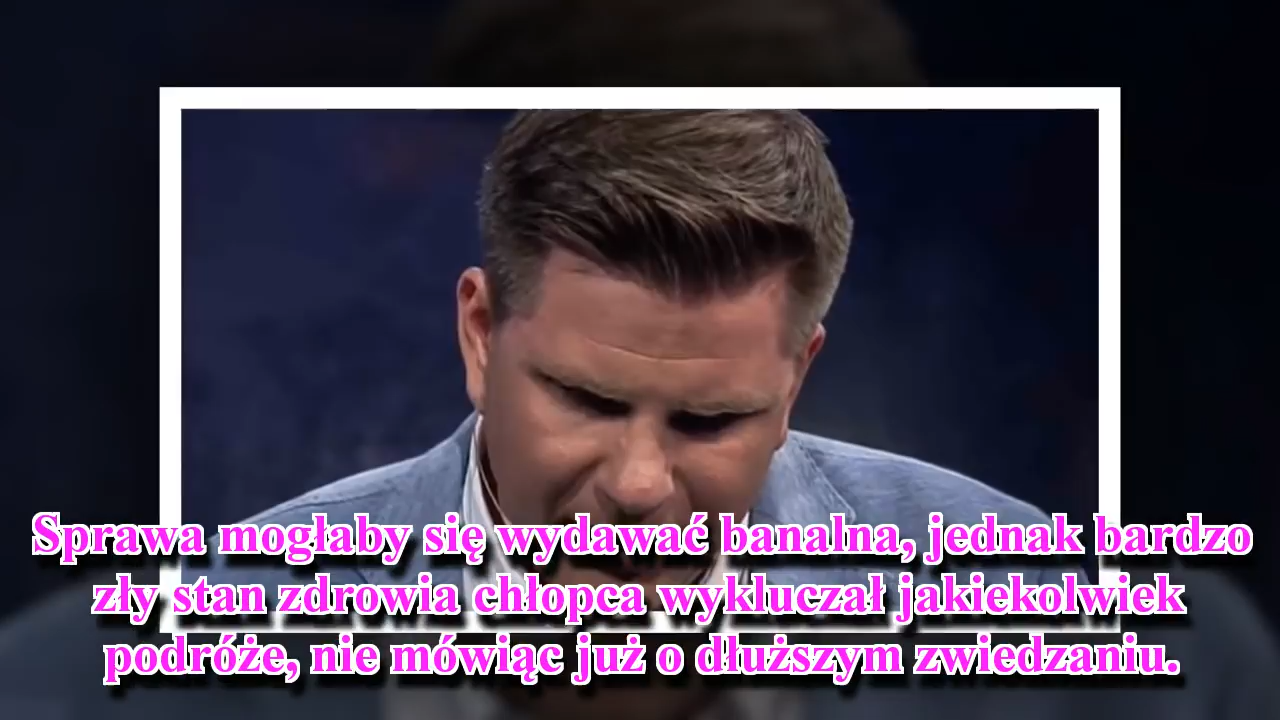 Sprawa mogłaby się wydawać banalna, jednak bardzo
zły stan zdrowia chłopca wykluczał jakiekolwiek
podróże, nie mówiąc już o dłuższym zwiedzaniu.